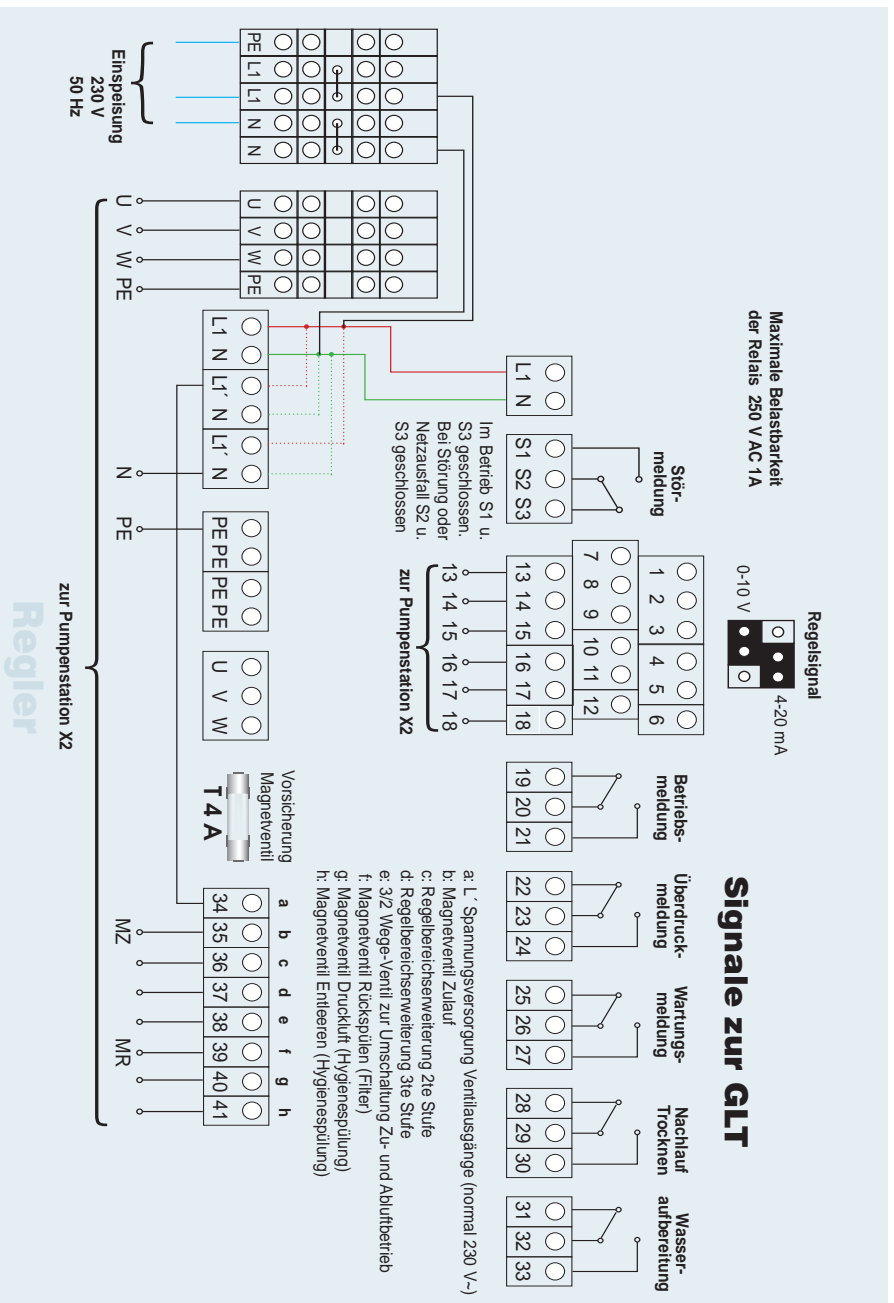 Signale zur GLT
Maximale Belastbarkeit
der Relais 250 V AC 1A
Regelsignal
0-10 V
4-20 mA
Stör-
meldung
Betriebs-
meldung
Überdruck-
meldung
Wartungs-
meldung
Nachlauf
Trocknen
Wasser-
aufbereitung
L1 N
S1 S2 S3
1 2 3 4 5 6
7 8 9 10 11 12
13 14 15 16 17 18
13 14 15 16 17 18
zur Pumpenstation X2
19 20 21
22 23 24
25 26 27
28 29 30
31 32 33
Im Betrieb S1 u.
S3 geschlossen.
Bei Störung oder
Netzausfall S2 u.
S3 geschlossen
a: L´ Spannungsversorgung Ventilausgänge (normal 230 V~)
b: Magnetventil Zulauf
c: Regelbereichserweiterung 2te Stufe
d: Regelbereichserweiterung 3te Stufe
e: 3/2 Wege-Ventil zur Umschaltung Zu- und Abluftbetrieb
f: Magnetventil Rückspülen (Filter)
g: Magnetventil Druckluft (Hygienespülung)
h: Magnetventil Entleeren (Hygienespülung)
Vorsicherung
Magnetventil
T 4 A
PE L1 L1 N N
U V W PE
L1 N L1´ N L1´ N
PE PE PE PE
U V W
a b c d e f g h
34 35 36 37 38 39 40 41
Einspeisung
230 V
50 Hz
U V W PE
N
PE
MZ
MR
zur Pumpenstation X2
Regler